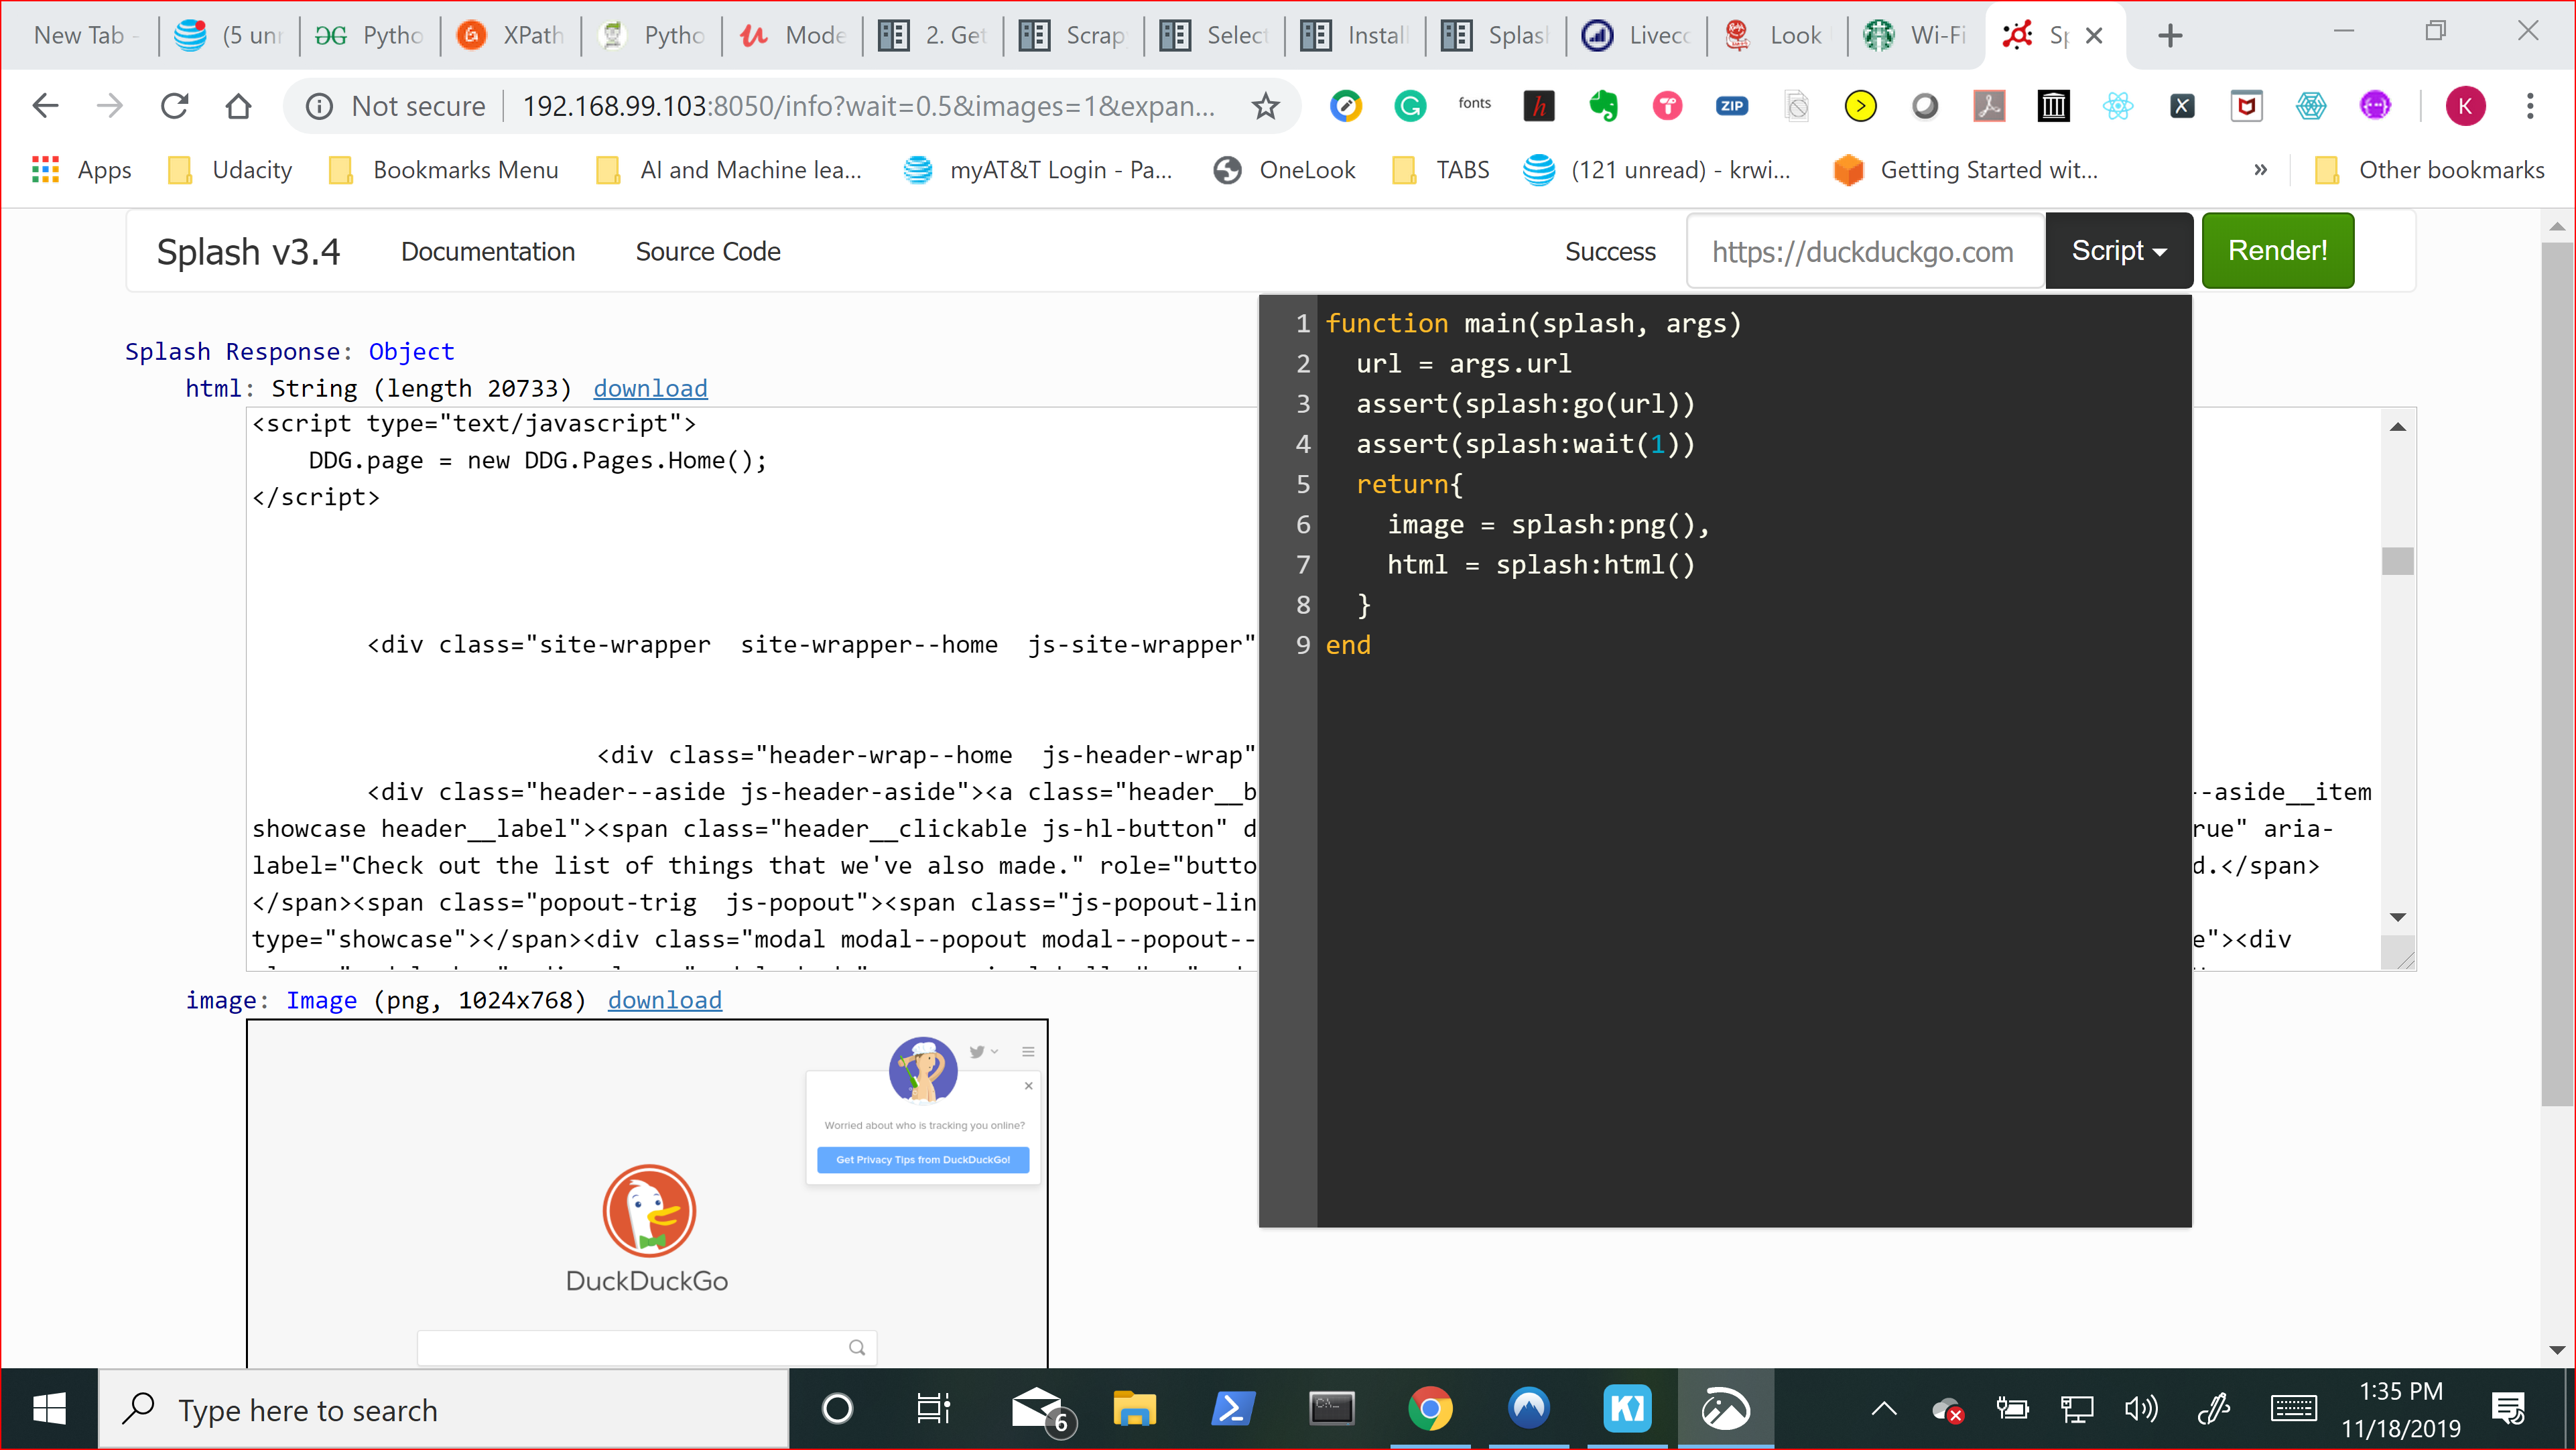 New Tab -
(5 unr
Pytho
XPath
Pytho
Mode
2. Get
Scrap
Select
Install
Splash
Livecc
Look
Wi-Fi
Sp
Not secure
192.168.99.103:8050/info?wait=0.5&images=1&expan...
fonts
ZIP
K
Apps
Udacity
Bookmarks Menu
AI and Machine lea...
myAT&T Login - Pa...
OneLook
TABS
(121 unread) - krwi...
Getting Started wit...
»
Other bookmarks
Splash v3.4
Documentation
Source Code
Success
https://duckduckgo.com
Script
Render!
Splash Response: Object
html: String (length 20733) download
<script type="text/javascript">
DDG.page = new DDG.Pages.Home();
</script>
<div class="site-wrapper  site-wrapper--home  js-site-wrapper"
<div class="header-wrap--home  js-header-wrap"
<div class="header--aside js-header-aside"><a class="header__b
--aside__item
showcase header__label"><span class="header__clickable js-hl-button" d
rue" aria-
label="Check out the list of things that we've also made." role="butto
d.</span>
</span><span class="popout-trig  js-popout"><span class="js-popout-lin
type="showcase"></span><div class="modal modal--popout modal--popout--
e"><div
1 function main(splash, args)
2 url = args.url
3 assert(splash:go(url))
4 assert(splash:wait(1))
5 return{
6 image = splash:png(),
7 html = splash:html()
8 }
9 end
image: Image (png, 1024x768) download
Worried about who is tracking you online?
Get Privacy Tips from DuckDuckGo!
DuckDuckGo
Type here to search
6
1:35 PM
11/18/2019